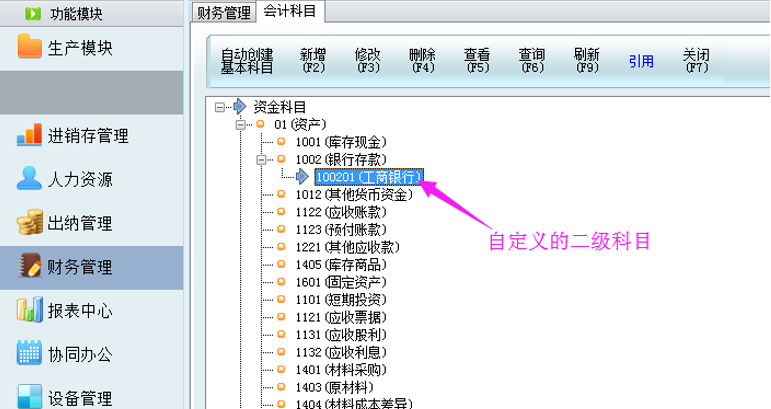 功能模块
生产模块
进销存管理
人力资源
出纳管理
财务管理
报表中心
协同办公
设备管理
财务管理 会计科目
自动创建 新增 修改 删除 查看 查询 刷新 引用 关闭
基本科目 (F2) (F3) (F4) (F5) (F6) (F9) (F7)
资金科目
01(资产)
1001(库存现金)
1002(银行存款)
100201(工商银行)
1012(其他货币资金)
1122(应收账款)
1123(预付账款)
1221(其他应收款)
1405(库存商品)
1601(固定资产)
1101(短期投资)
1121(应收票据)
1131(应收股利)
1132(应收利息)
1401(材料采购)
1403(原材料)
1404(材料成本差异)
自定义的二级科目